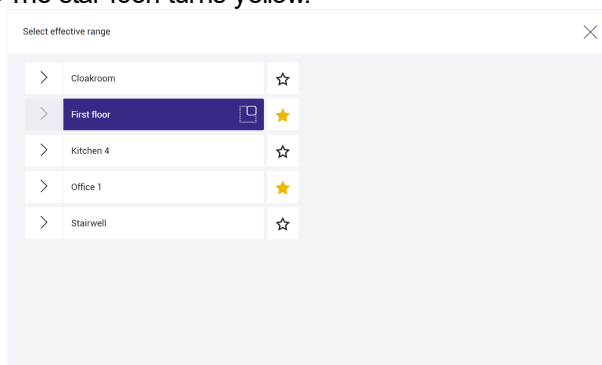 The star icon turns yellow.
Select effective range
Cloakroom
First floor
Kitchen 4
Office 1
Stairwell